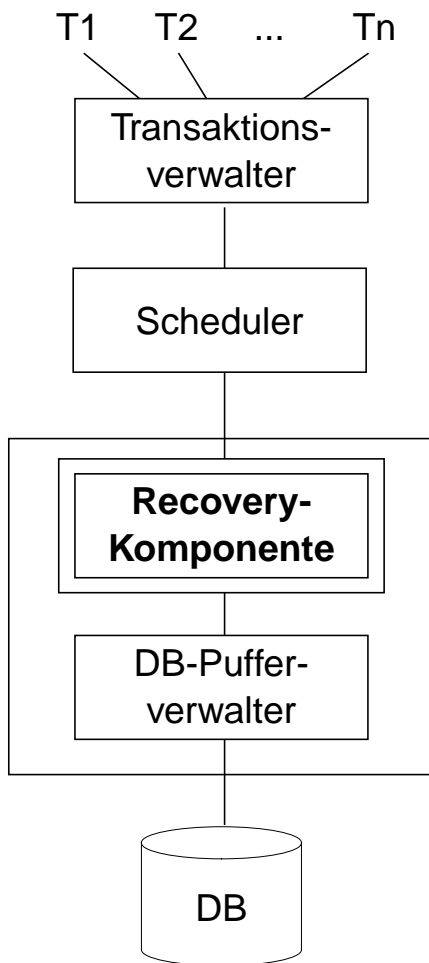 T1 T2 ... Tn
Transaktions-
verwalter
Scheduler
Recovery-
Komponente
DB-Puffer-
verwalter
DB